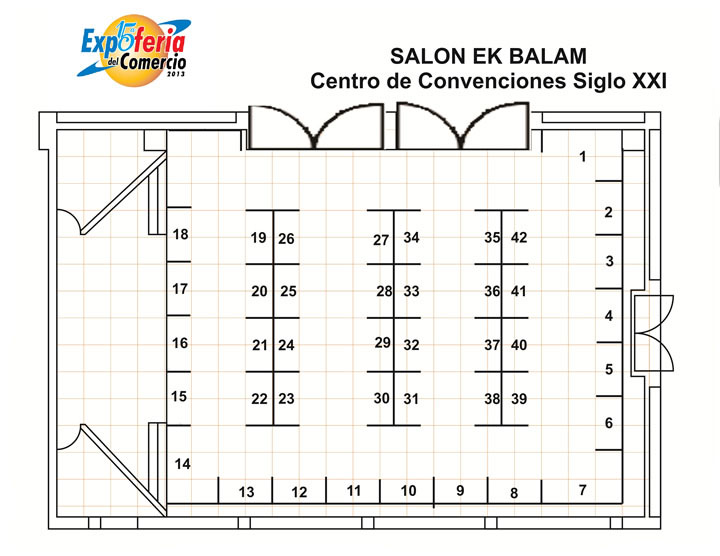 15ª
Expoferia
del Comercio
2013
SALON EK BALAM
Centro de Convenciones Siglo XXI
1
2
18 19 26 27 34 35 42
3
17 20 25 28 33 36 41
4
16 21 24 29 32 37 40
5
15 22 23 30 31 38 39
6
14
13 12 11 10 9 8 7